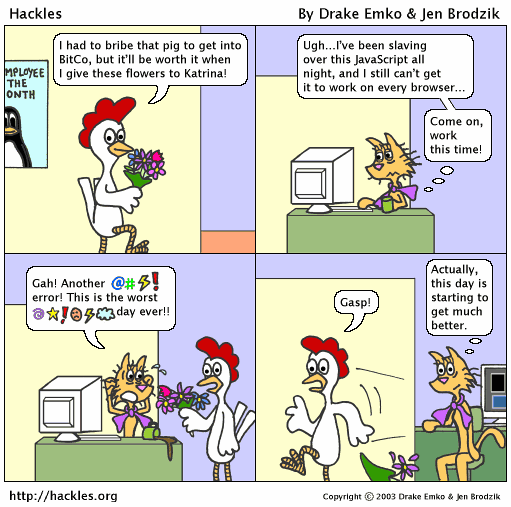 Hackles
By Drake Emko & Jen Brodzik
I had to bribe that pig to get into
BitCo, but it'll be worth it when
I give these flowers to Katrina!
MPLOYEE
THE
ONTH
Ugh...I've been slaving
over this JavaScript all
night, and I still can't get
it to work on every browser...
Come on,
work
this time!
Gah! Another @#⚡!
error! This is the worst
day ever!!
Gasp!
Actually,
this day is
starting to
get much
better.
http://hackles.org
Copyright © 2003 Drake Emko & Jen Brodzik